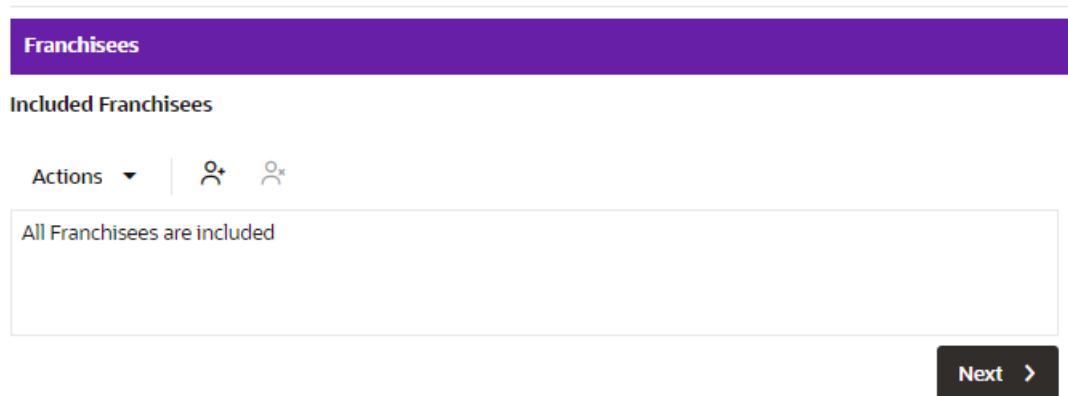 Franchisees
Included Franchisees
Actions
All Franchisees are included
Next